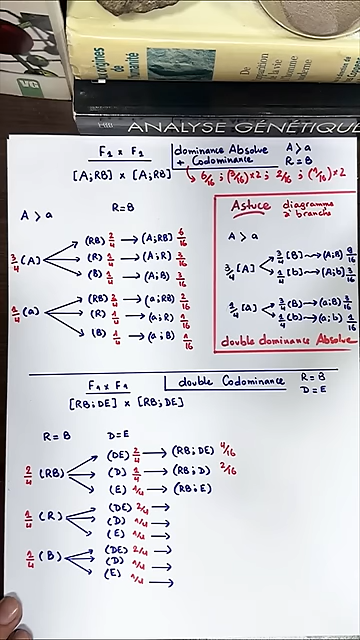 origines
de
l'humanité
De
la vie
ANALYSE GÉNÉTIQUE
F₁ x F₁
dominance Absolue
+ Codominance
A > a
R = B
[A;RB] x [A;RB]
6/16 ; (3/16) x 2 ; 2/16 ; (1/16) x 2
A > a
R = B
3/4 [A]
(RB) 2/4 → (A;RB) 6/16
(R) 1/4 → (A;R) 3/16
(B) 1/4 → (A;B) 3/16
1/4 (a)
(RB) 2/4 → (a;RB) 2/16
(R) 1/4 → (a;R) 1/16
(B) 1/4 → (a;B) 1/16
Astuce diagramme
à branche
A > a
3/4 [A]
3/4 [B] → (A;B) 9/16
1/4 [b] → [A;b] 3/16
1/4 [a]
3/4 (B) → (a;B) 3/16
1/4 (b) → (a;b) 1/16
double dominance Absolue
F₁ x F₁
double Codominance
R = B
D = E
[RB;DE] x [RB;DE]
R = B
D = E
2/4 (RB)
(DE) 2/4 → (RB;DE) 4/16
(D) 1/4 → (RB;D) 2/16
(E) 1/4 → (RB;E)
1/4 (R)
(DE) 2/4 →
(D) 1/4 →
(E) 1/4 →
1/4 (B)
(DE) 2/4 →
(D) 1/4 →
(E) 1/4 →